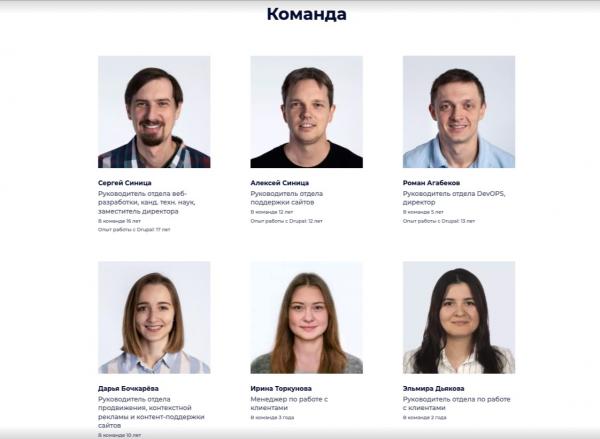 Команда
Сергей Синица
Руководитель отдела веб-
разработки, канд. техн. наук,
заместитель директора
В команде 16 лет
Опыт работы с Drupal: 17 лет
Алексей Синица
Руководитель отдела
поддержки сайтов
В команде 12 лет
Опыт работы с Drupal: 12 лет
Роман Агабеков
Руководитель отдела DevOPS,
директор
В команде 5 лет
Опыт работы с Drupal: 13 лет
Дарья Бочкарёва
Руководитель отдела
продвижения, контекстной
рекламы и контент-поддержки
сайтов
В команде 10 лет
Ирина Торкунова
Менеджер по работе с
клиентами
В команде 3 года
Эльмира Дьякова
Руководитель отдела по работе
с клиентами
В команде 2 года